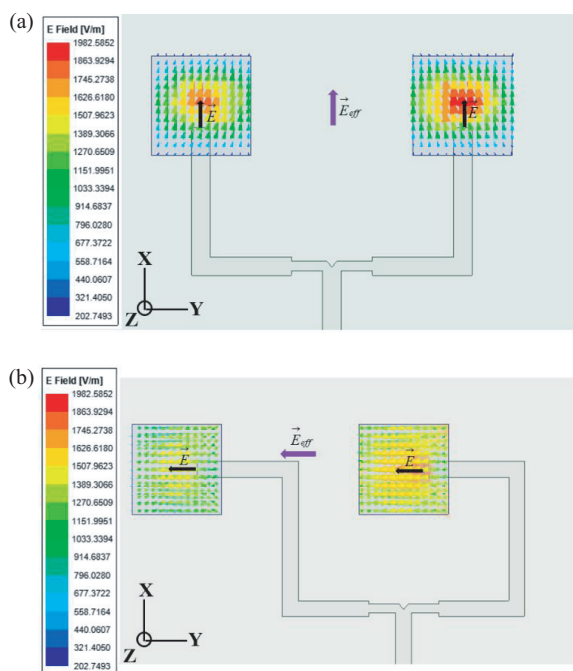 (a)
E Field [V/m]
1982.5852
1863.9294
1745.2738
1626.6180
1507.9623
1389.3066
1270.6509
1151.9951
1033.3394
914.6837
796.0280
677.3722
558.7164
440.0607
321.4050
202.7493
E
E eff
E
X
Z Y
(b)
E Field [V/m]
1982.5852
1863.9294
1745.2738
1626.6180
1507.9623
1389.3066
1270.6509
1151.9951
1033.3394
914.6837
796.0280
677.3722
558.7164
440.0607
321.4050
202.7493
E
E eff
E
X
Z Y